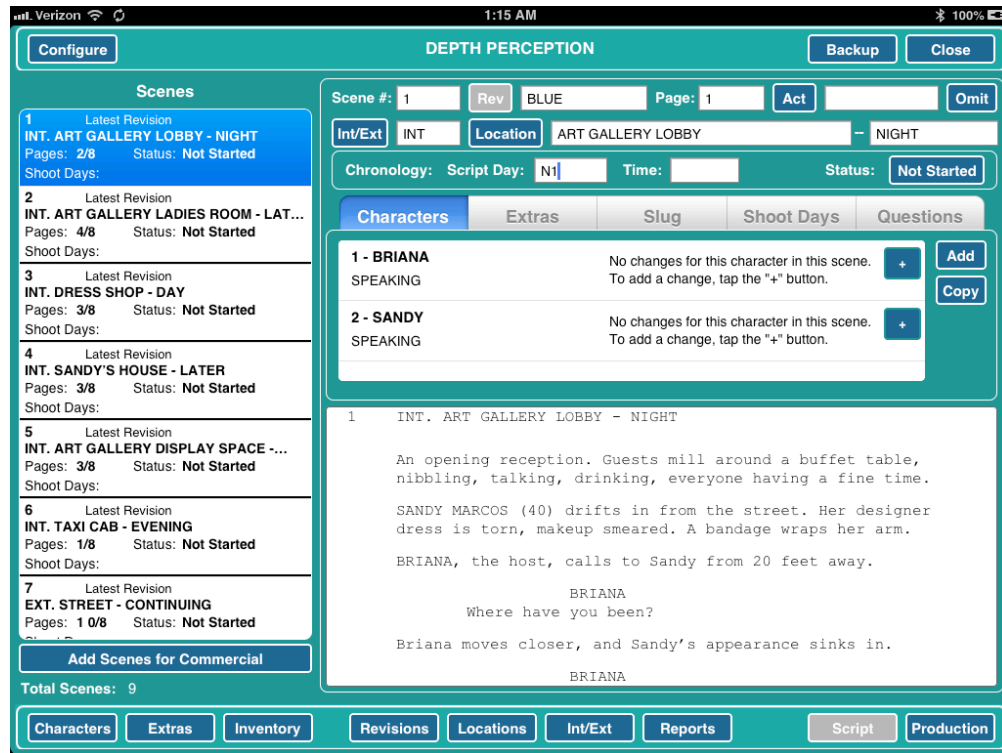 Verizon 1:15 AM 100%
Configure DEPTH PERCEPTION Backup Close
Scenes
1 Latest Revision
INT. ART GALLERY LOBBY - NIGHT
Pages: 2/8 Status: Not Started
Shoot Days:
2 Latest Revision
INT. ART GALLERY LADIES ROOM - LAT...
Pages: 4/8 Status: Not Started
Shoot Days:
3 Latest Revision
INT. DRESS SHOP - DAY
Pages: 3/8 Status: Not Started
Shoot Days:
4 Latest Revision
INT. SANDY'S HOUSE - LATER
Pages: 3/8 Status: Not Started
Shoot Days:
5 Latest Revision
INT. ART GALLERY DISPLAY SPACE -...
Pages: 3/8 Status: Not Started
Shoot Days:
6 Latest Revision
INT. TAXI CAB - EVENING
Pages: 1/8 Status: Not Started
Shoot Days:
7 Latest Revision
EXT. STREET - CONTINUING
Pages: 1 0/8 Status: Not Started
Add Scenes for Commercial
Total Scenes: 9
Scene #: 1 Rev BLUE Page: 1 Act Omit
Int/Ext INT Location ART GALLERY LOBBY -- NIGHT
Chronology: Script Day: N1 Time: Status: Not Started
Characters Extras Slug Shoot Days Questions
1 - BRIANA
SPEAKING
No changes for this character in this scene.
To add a change, tap the "+" button.
+
Add
Copy
2 - SANDY
SPEAKING
No changes for this character in this scene.
To add a change, tap the "+" button.
+
1 INT. ART GALLERY LOBBY - NIGHT
An opening reception. Guests mill around a buffet table,
nibbling, talking, drinking, everyone having a fine time.
SANDY MARCOS (40) drifts in from the street. Her designer
dress is torn, makeup smeared. A bandage wraps her arm.
BRIANA, the host, calls to Sandy from 20 feet away.
BRIANA
Where have you been?
Briana moves closer, and Sandy's appearance sinks in.
BRIANA
Characters Extras Inventory Revisions Locations Int/Ext Reports Script Production